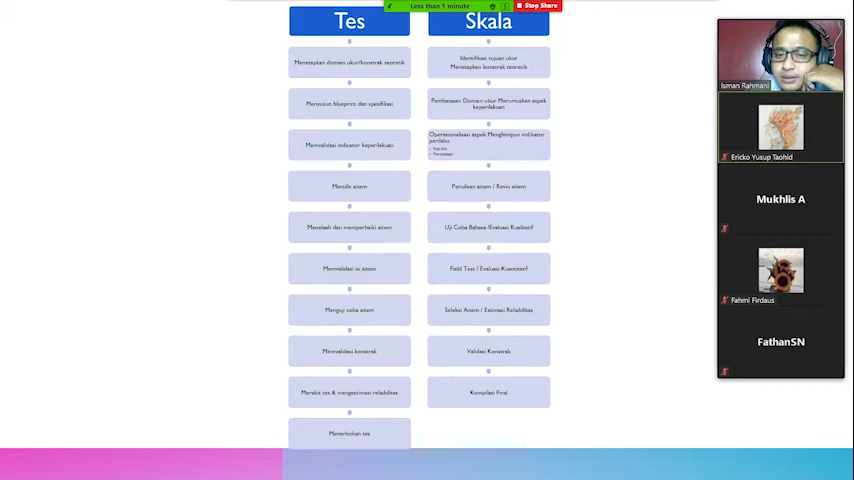 Less than 1 minute
Stop Share
Tes
Menetapkan domain ukur/konstrak teoretik
Menyusun blueprint dan spesifikasi
Memvalidasi indikator keperilakuan
Menulis aitem
Menelaah dan memperbaiki aitem
Memvalidasi isi aitem
Menguji coba aitem
Memvalidasi konstrak
Merakit tes & mengestimasi reliabilitas
Menerbitkan tes
Skala
Identifikasi tujuan ukur
Menetapkan konstrak teoretik
Pembatasan Domain ukur Merumuskan aspek
keperilakuan
Operasionalisasi aspek Menghimpun indikator
perilaku
Penulisan aitem / Reviu aitem
Uji Coba Bahasa /Evaluasi Kualitatif
Field Test / Evaluasi Kuantitatif
Seleksi Aitem / Estimasi Reliabilitas
Validasi Konstrak
Kompilasi Final
Isman Rahmani
Ericko Yusup Taohid
Mukhlis A
Fahmi Firdaus
FathanSN